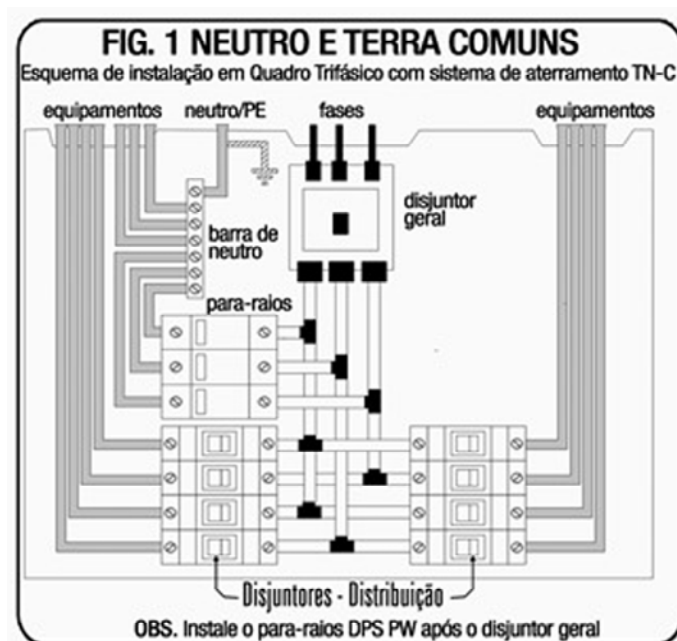 FIG. 1 NEUTRO E TERRA COMUNS
Esquema de instalação em Quadro Trifásico com sistema de aterramento TN-C
equipamentos
neutro/PE
fases
equipamentos
disjuntor
geral
barra de
neutro
para-raios
Disjuntores - Distribuição
OBS. Instale o para-raios DPS PW após o disjuntor geral